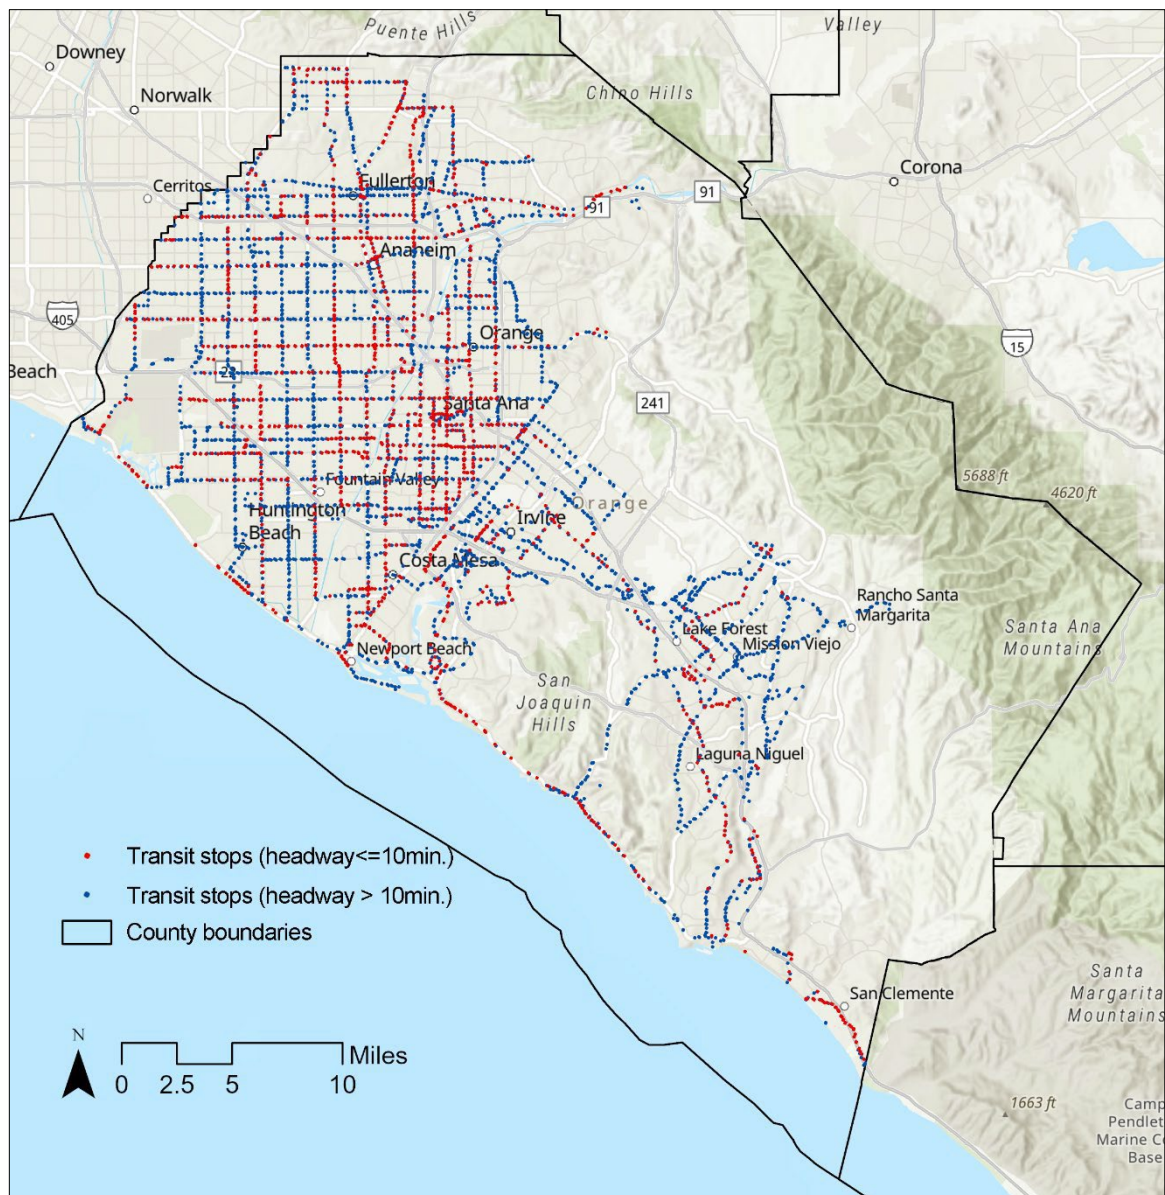 Puente Hills
Valley
Downey
Norwalk
Chino Hills
Cerritos
Fullerton
Corona
91
91
Anaheim
405
Orange
15
Beach
22
241
Santa Ana
5688 ft
4620 ft
Fountain Valley
Orange
Huntington
Beach
Irvine
Costa Mesa
Rancho Santa
Margarita
Lake Forest
Santa Ana
Mountains
Newport Beach
Mission Viejo
San
Joaquin
Hills
Laguna Niguel
Transit stops (headway<=10min.)
Transit stops (headway > 10min.)
County boundaries
San Clemente
Santa
Margarita
Mountains
N
Miles
0 2.5 5 10
1663 ft
Camp
Pendlet
Marine Co
Base